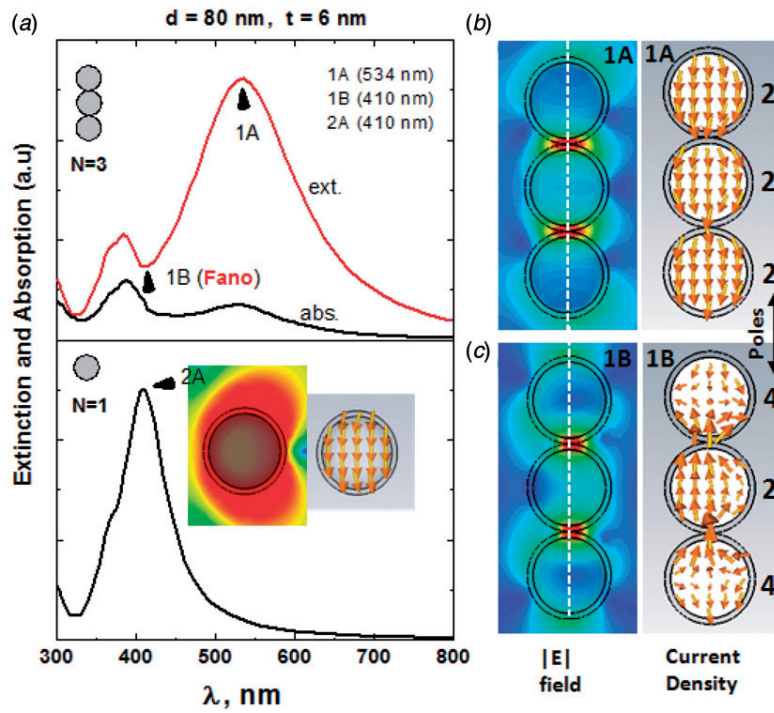 (a)
d = 80 nm, t = 6 nm
Extinction and Absorption (a.u)
N=3
1A (534 nm)
1B (410 nm)
2A (410 nm)
1A
ext.
1B (Fano)
abs.
N=1
2A
300 400 500 600 700 800
λ, nm
(b)
1A
1A
2
2
2
Poles
(c)
1B
1B
4
2
4
|E|
field
Current
Density